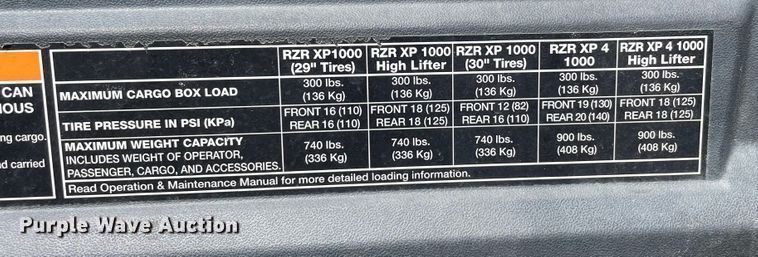 CAN
IOUS
ng cargo.
nd carried
RZR XP1000 (29" Tires)
RZR XP 1000 High Lifter
RZR XP 1000 (30" Tires)
RZR XP 4 1000
RZR XP 4 1000 High Lifter
MAXIMUM CARGO BOX LOAD
300 lbs. (136 Kg)
300 lbs. (136 Kg)
300 lbs. (136 Kg)
300 lbs. (136 Kg)
300 lbs. (136 Kg)
TIRE PRESSURE IN PSI (KPa)
FRONT 16 (110) REAR 16 (110)
FRONT 18 (125) REAR 18 (125)
FRONT 12 (82) REAR 16 (110)
FRONT 19 (130) REAR 20 (140)
FRONT 18 (125) REAR 18 (125)
MAXIMUM WEIGHT CAPACITY
INCLUDES WEIGHT OF OPERATOR,
PASSENGER, CARGO, AND ACCESSORIES.
740 lb. (336 Kg)
740 lb. (336 Kg)
740 lb. (336 Kg)
900 lbs. (408 Kg)
900 lbs. (408 Kg)
Read Operation & Maintenance Manual for more detailed loading information.
Purple Wave Auction